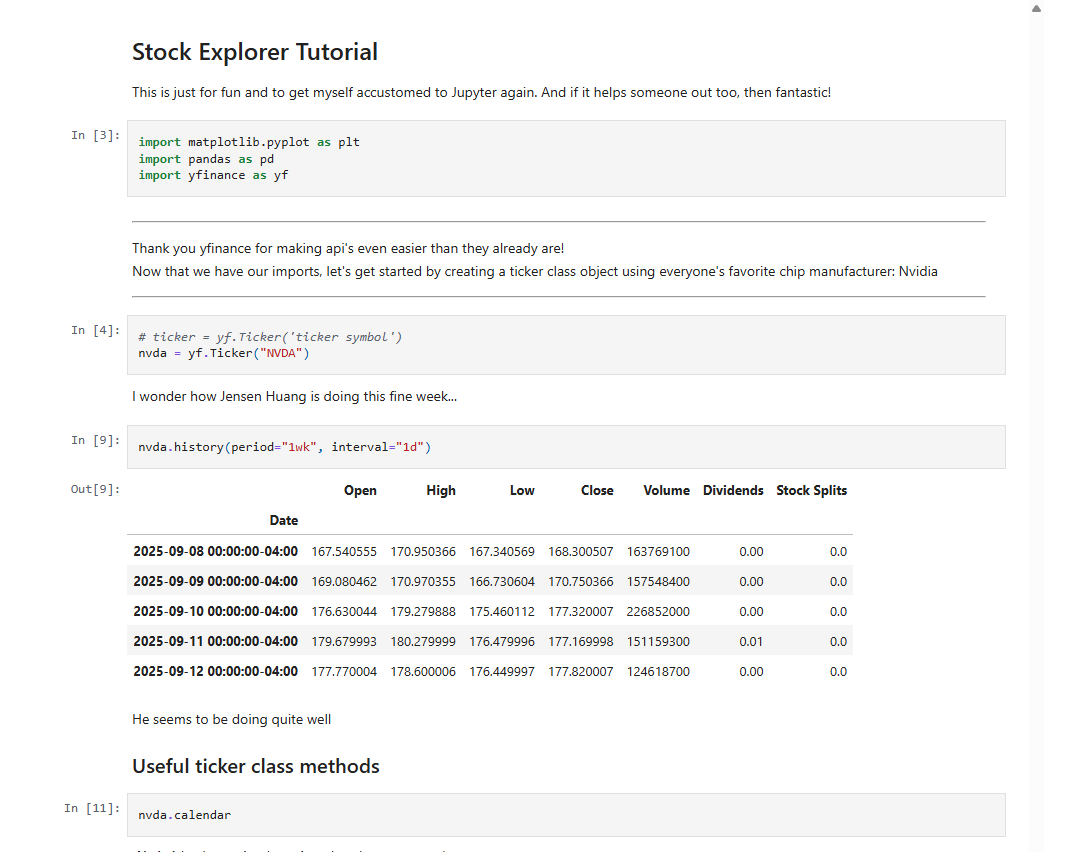 Stock Explorer Tutorial
This is just for fun and to get myself accustomed to Jupyter again. And if it helps someone out too, then fantastic!
In [3]:
import matplotlib.pyplot as plt
import pandas as pd
import yfinance as yf
Thank you yfinance for making api's even easier than they already are!
Now that we have our imports, let's get started by creating a ticker class object using everyone's favorite chip manufacturer: Nvidia
In [4]:
# ticker = yf.Ticker('ticker symbol')
nvda = yf.Ticker("NVDA")
I wonder how Jensen Huang is doing this fine week...
In [9]:
nvda.history(period="1wk", interval="1d")
Out[9]:
Open High Low Close Volume Dividends Stock Splits
Date
2025-09-08 00:00:00-04:00 167.540555 170.950366 167.340569 168.300507 163769100 0.00 0.0
2025-09-09 00:00:00-04:00 169.080462 170.970355 166.730604 170.750366 157548400 0.00 0.0
2025-09-10 00:00:00-04:00 176.630044 179.279888 175.460112 177.320007 226852000 0.00 0.0
2025-09-11 00:00:00-04:00 179.679993 180.279999 176.479996 177.169998 151159300 0.01 0.0
2025-09-12 00:00:00-04:00 177.770004 178.600006 176.449997 177.820007 124618700 0.00 0.0
He seems to be doing quite well
Useful ticker class methods
In [11]:
nvda.calendar